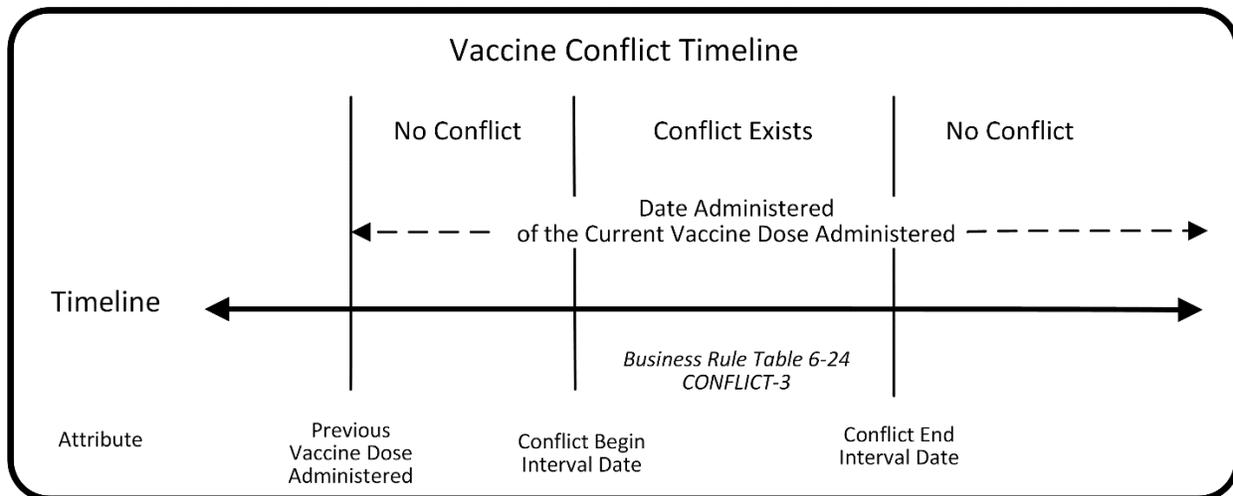 Vaccine Conflict Timeline
No Conflict
Conflict Exists
No Conflict
Date Administered
of the Current Vaccine Dose Administered
Timeline
Business Rule Table 6-24
CONFLICT-3
Attribute
Previous
Vaccine Dose
Administered
Conflict Begin
Interval Date
Conflict End
Interval Date